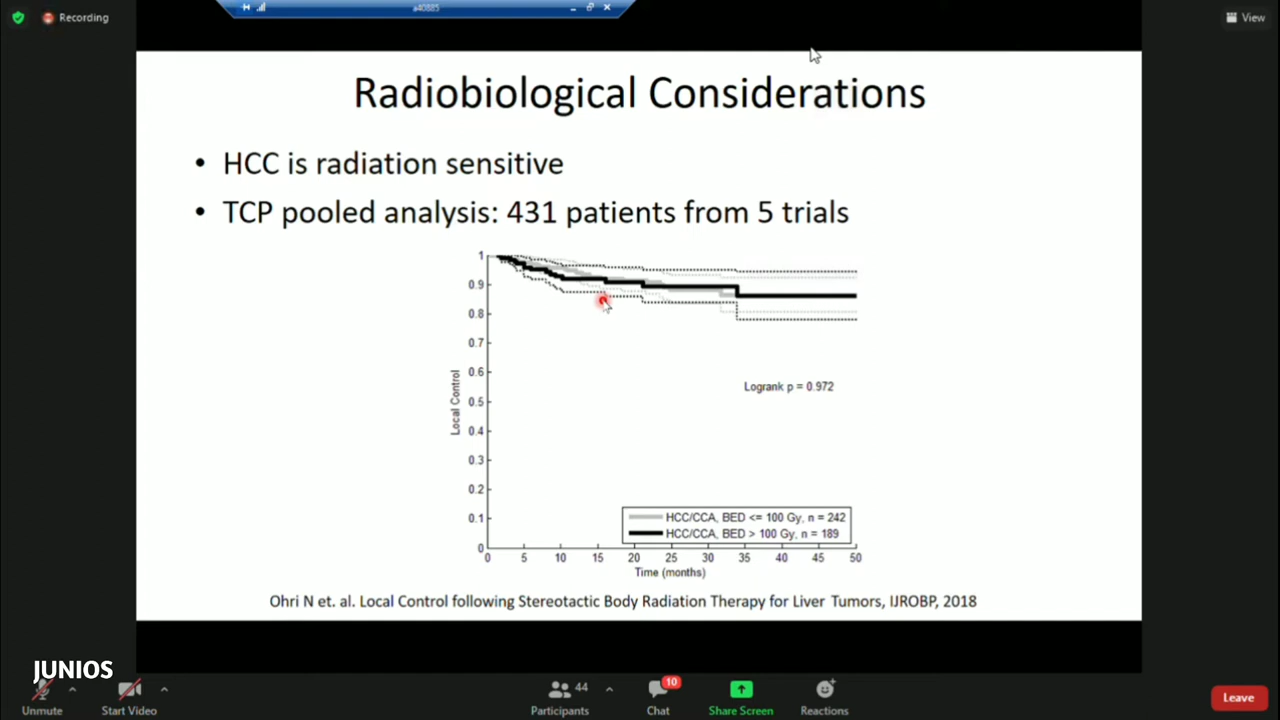 Recording
a40885
View
Radiobiological Considerations
• HCC is radiation sensitive
• TCP pooled analysis: 431 patients from 5 trials
1
0.9
0.8
0.7
0.6
0.5
0.4
0.3
0.2
0.1
0
Local Control
Logrank p = 0.972
HCC/CCA, BED <= 100 Gy, n = 242
HCC/CCA, BED > 100 Gy, n = 189
0 5 10 15 20 25 30 35 40 45 50
Time (months)
Ohri N et. al. Local Control following Stereotactic Body Radiation Therapy for Liver Tumors, IJROBP, 2018
JUNIOS
44
10
Unmute
Start Video
Participants
Chat
Share Screen
Reactions
Leave